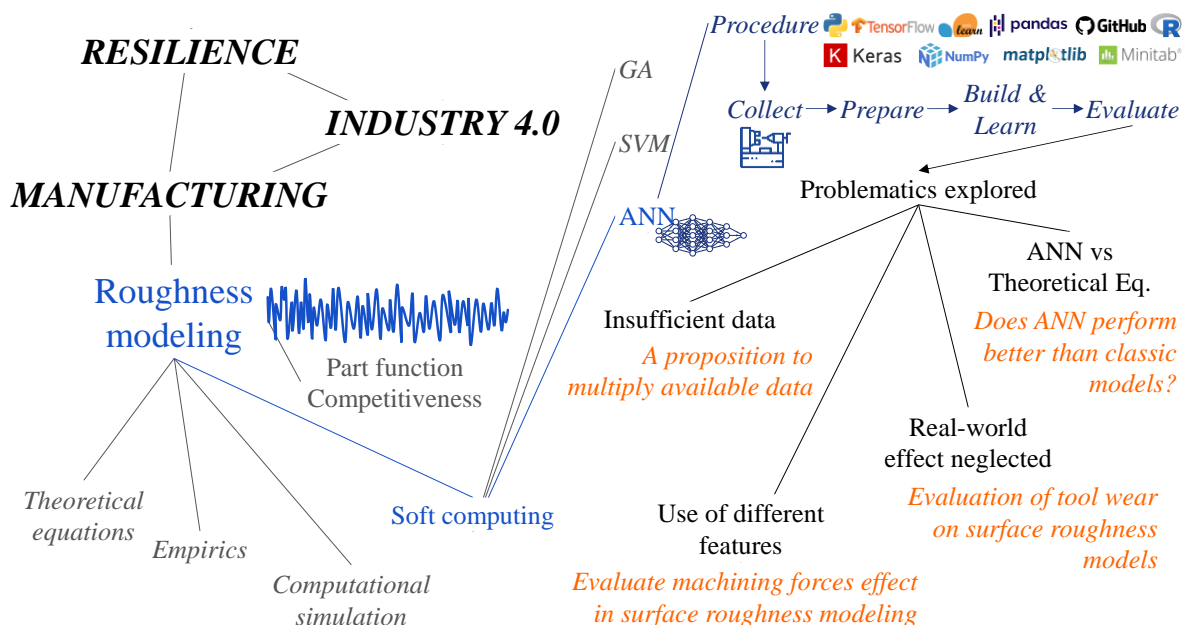 RESILIENCE
INDUSTRY 4.0
MANUFACTURING
Roughness
modeling
Part function
Competitiveness
Theoretical
equations
Empirics
Computational
simulation
Soft computing
GA
SVM
ANN
Procedure
TensorFlow
learn
pandas
GitHub
R
K Keras
NumPy
matplotlib
Minitab®
Collect
Prepare
Build &
Learn
Evaluate
Problematics explored
Insufficient data
A proposition to
multiply available data
Use of different
features
Evaluate machining forces effect
in surface roughness modeling
Real-world
effect neglected
Evaluation of tool wear
on surface roughness
models
ANN vs
Theoretical Eq.
Does ANN perform
better than classic
models?